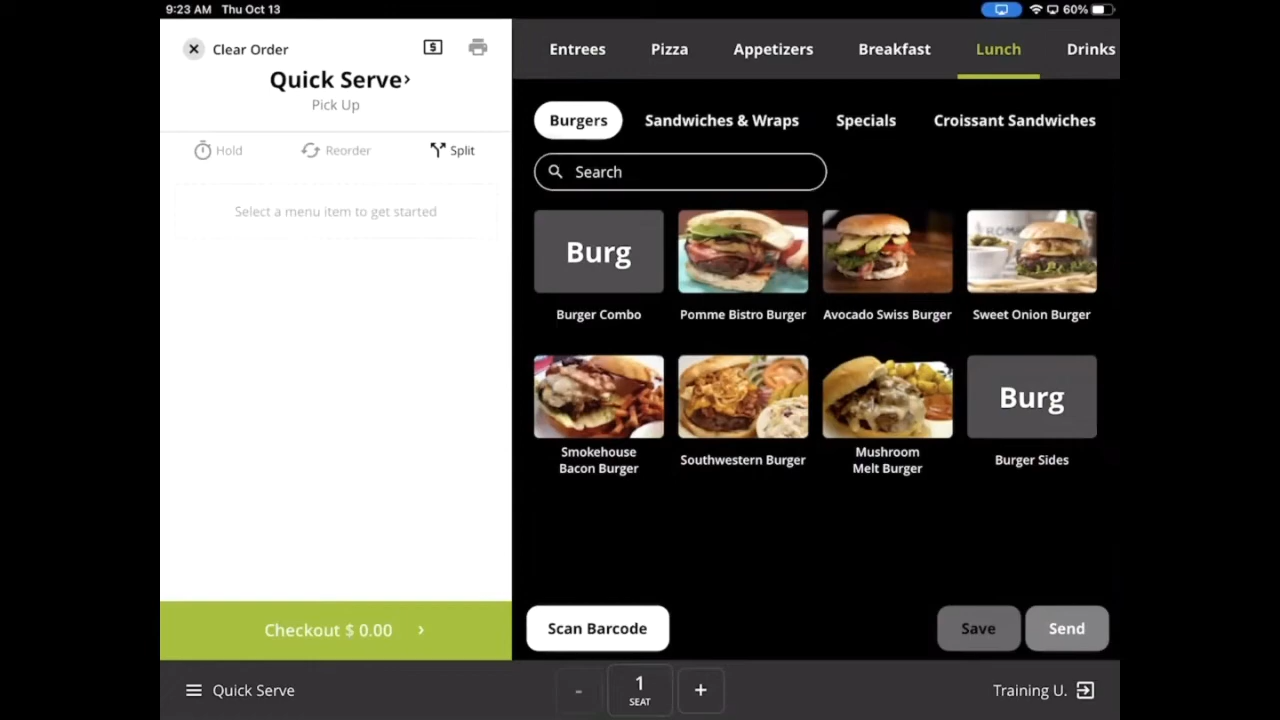 9:23 AM Thu Oct 13
60%
Clear Order
Quick Serve›
Pick Up
Hold
Reorder
Split
Select a menu item to get started
Checkout $ 0.00 ›
Entrees
Pizza
Appetizers
Breakfast
Lunch
Drinks
Burgers
Sandwiches & Wraps
Specials
Croissant Sandwiches
Search
Burg
Burger Combo
Pomme Bistro Burger
Avocado Swiss Burger
Sweet Onion Burger
Smokehouse
Bacon Burger
Southwestern Burger
Mushroom
Melt Burger
Burg
Burger Sides
Scan Barcode
Save
Send
Quick Serve
-
1
SEAT
+
Training U.